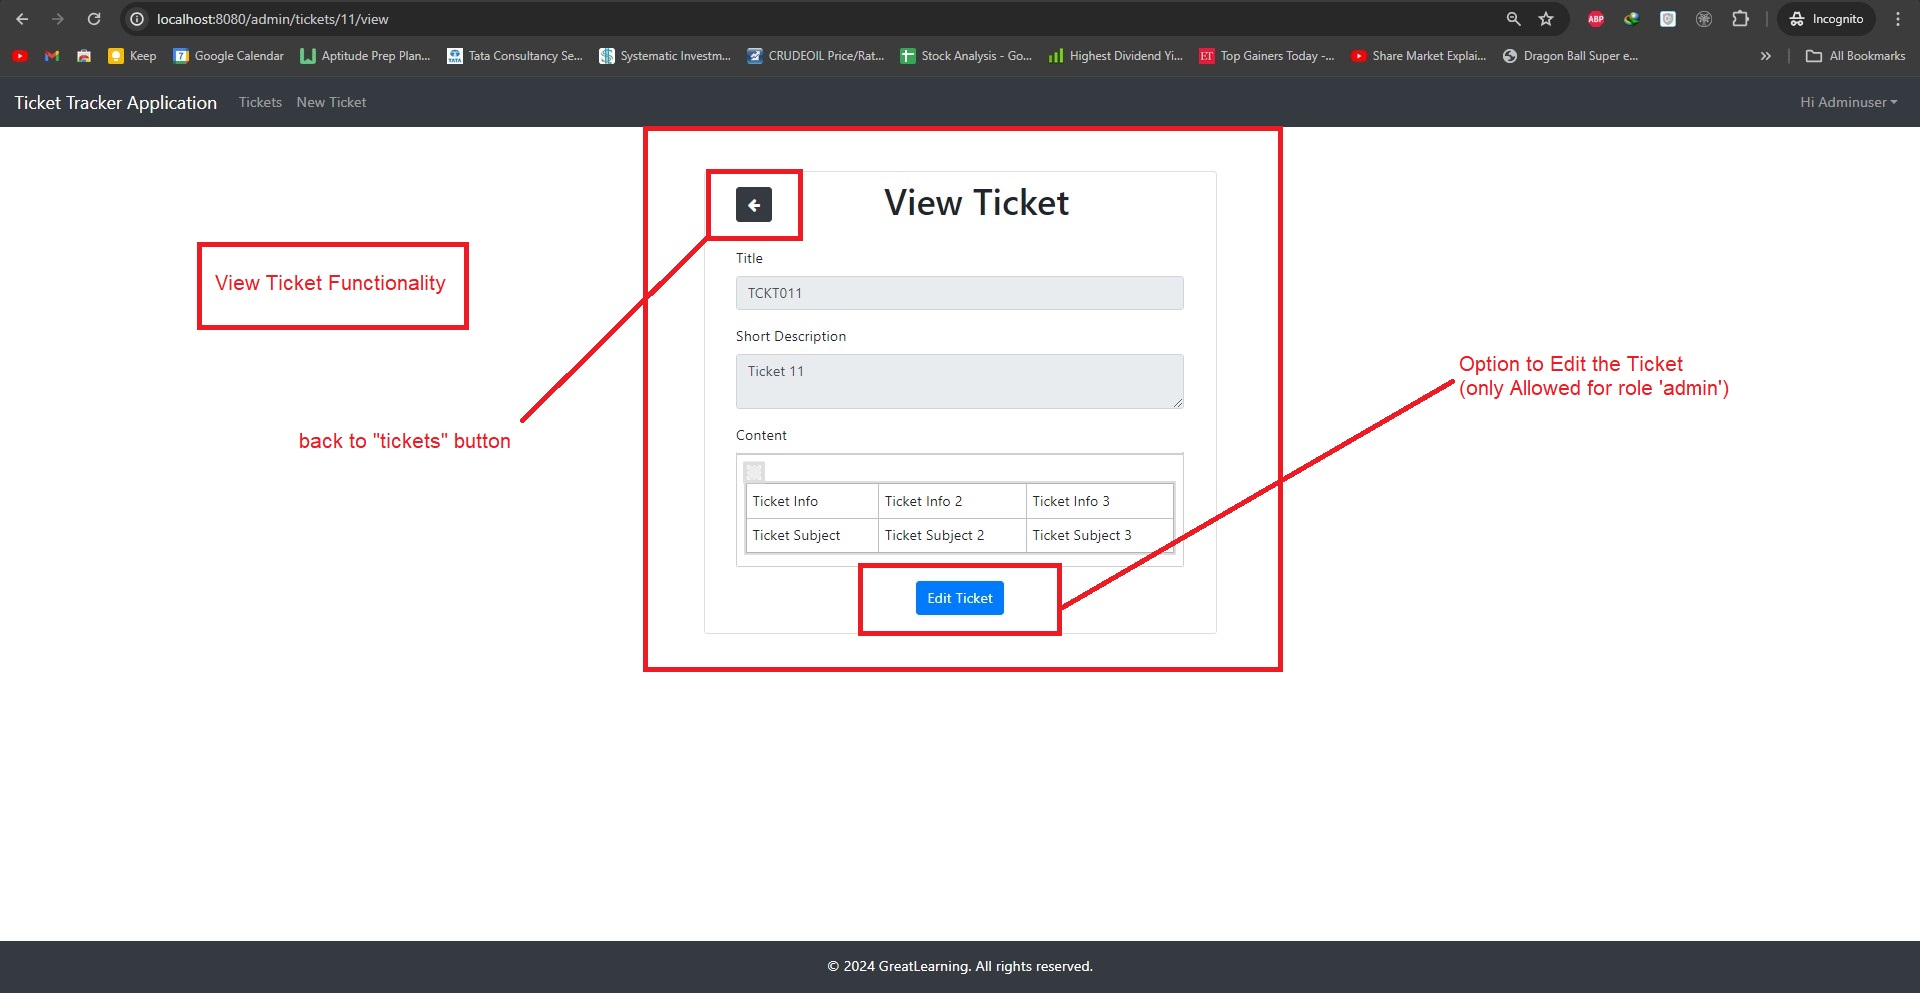 localhost:8080/admin/tickets/11/view
ABP
Incognito
Keep
7
Google Calendar
Aptitude Prep Plan...
TATA
Tata Consultancy Se...
Systematic Investm...
CRUDEOIL Price/Rat...
Stock Analysis - Go...
Highest Dividend Yi...
ET
Top Gainers Today -...
Share Market Explai...
Dragon Ball Super e...
»
All Bookmarks
Ticket Tracker Application
Tickets
New Ticket
Hi Adminuser
View Ticket
Title
TCKT011
View Ticket Functionality
Short Description
Ticket 11
Option to Edit the Ticket
(only Allowed for role 'admin')
back to "tickets" button
Content
Ticket Info Ticket Info 2 Ticket Info 3
Ticket Subject Ticket Subject 2 Ticket Subject 3
Edit Ticket
© 2024 GreatLearning. All rights reserved.